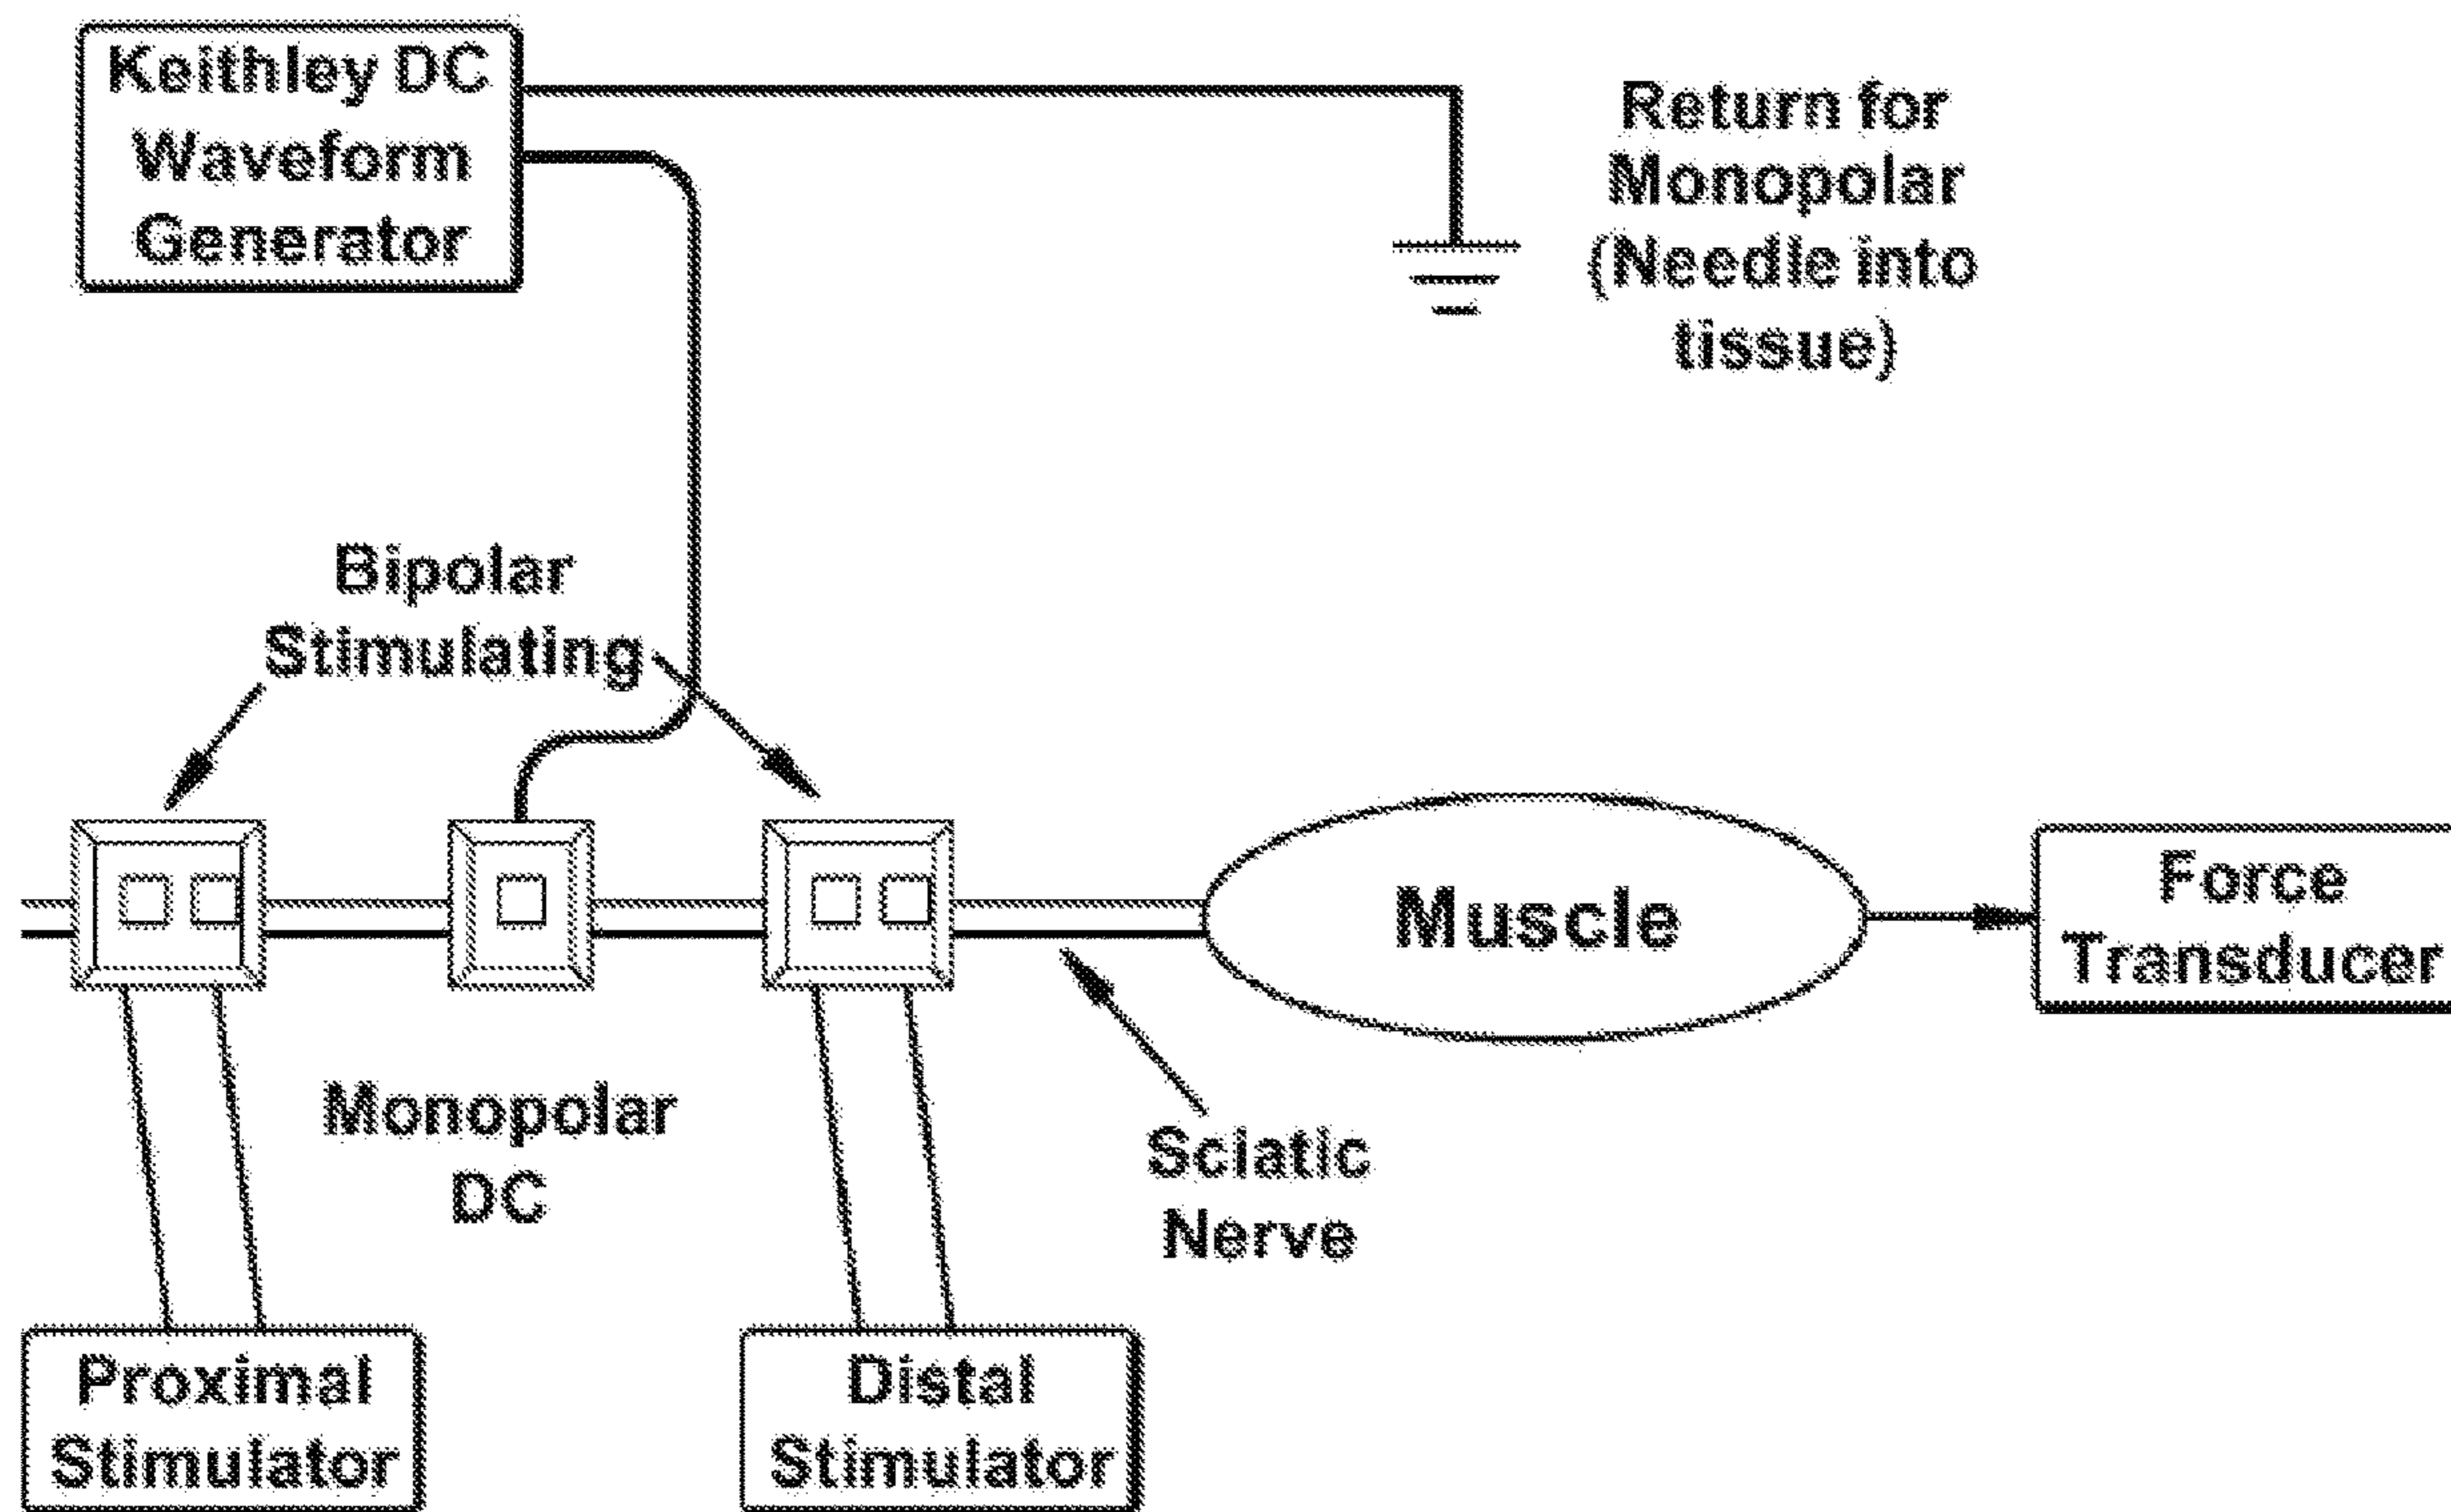 Keithley DC
Waveform
Generator
Return for
Monopolar
(Needle into
tissue)
Bipolar
Stimulating
Muscle
Force
Transducer
Monopolar
DC
Sciatic
Nerve
Proximal
Stimulator
Distal
Stimulator